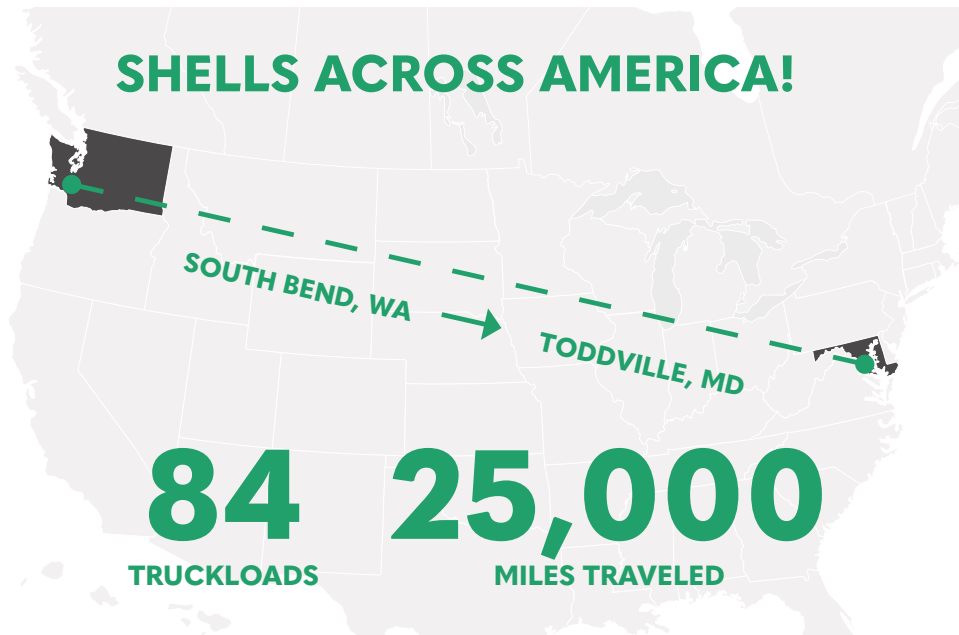 SHELLS ACROSS AMERICA!
SOUTH BEND, WA
TODDVILLE, MD
84
TRUCKLOADS
25,000
MILES TRAVELED